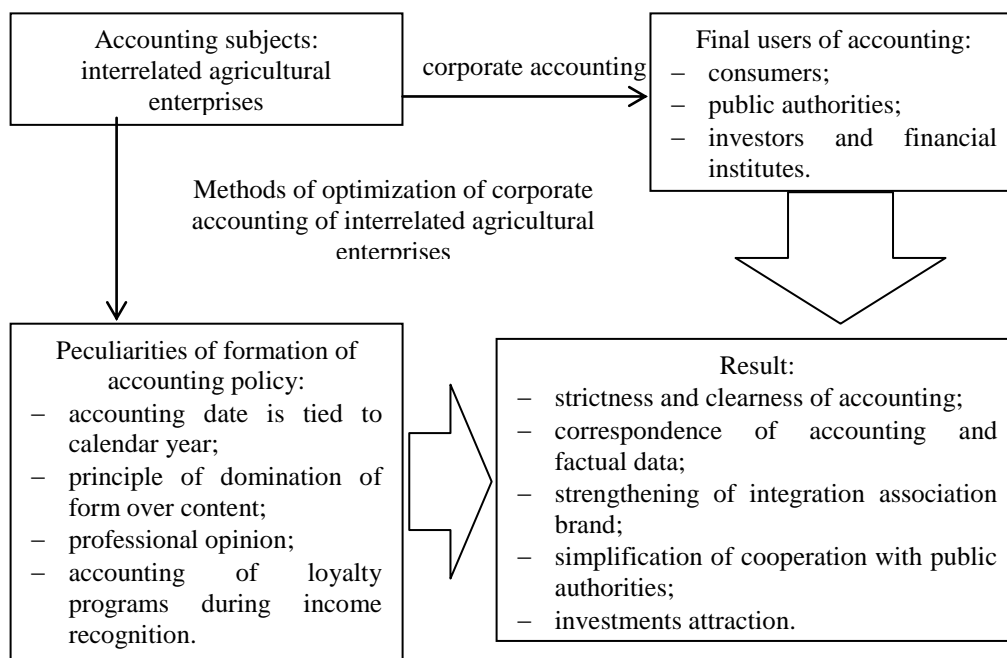 Accounting subjects:
interrelated agricultural
enterprises
corporate accounting
Final users of accounting:
– consumers;
– public authorities;
– investors and financial
institutes.
Methods of optimization of corporate
accounting of interrelated agricultural
enterprises
Peculiarities of formation of
accounting policy:
– accounting date is tied to
calendar year;
– principle of domination of
form over content;
– professional opinion;
– accounting of loyalty
programs during income
recognition.
Result:
– strictness and clearness of accounting;
– correspondence of accounting and
factual data;
– strengthening of integration association
brand;
– simplification of cooperation with public
authorities;
– investments attraction.